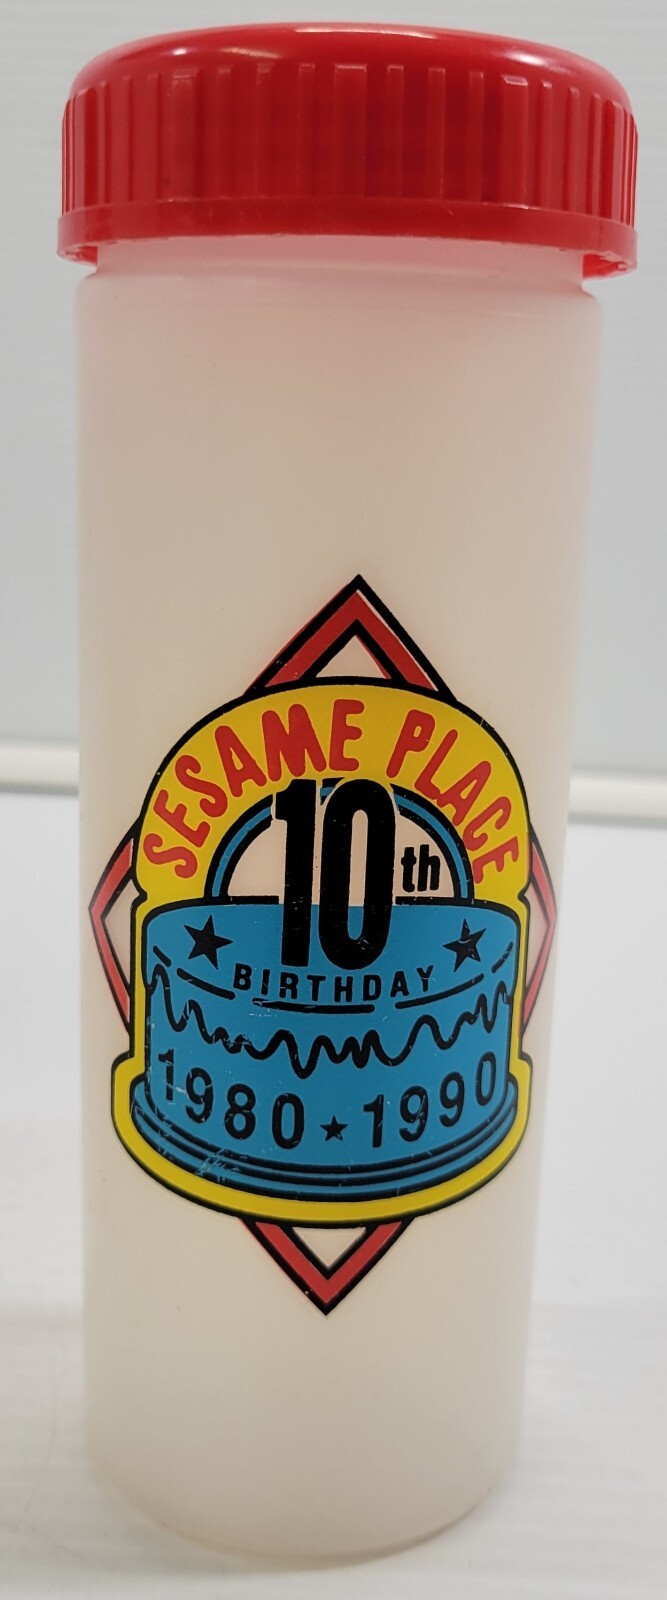 SESAME PLACE
10th
BIRTHDAY
1980 ★ 1990